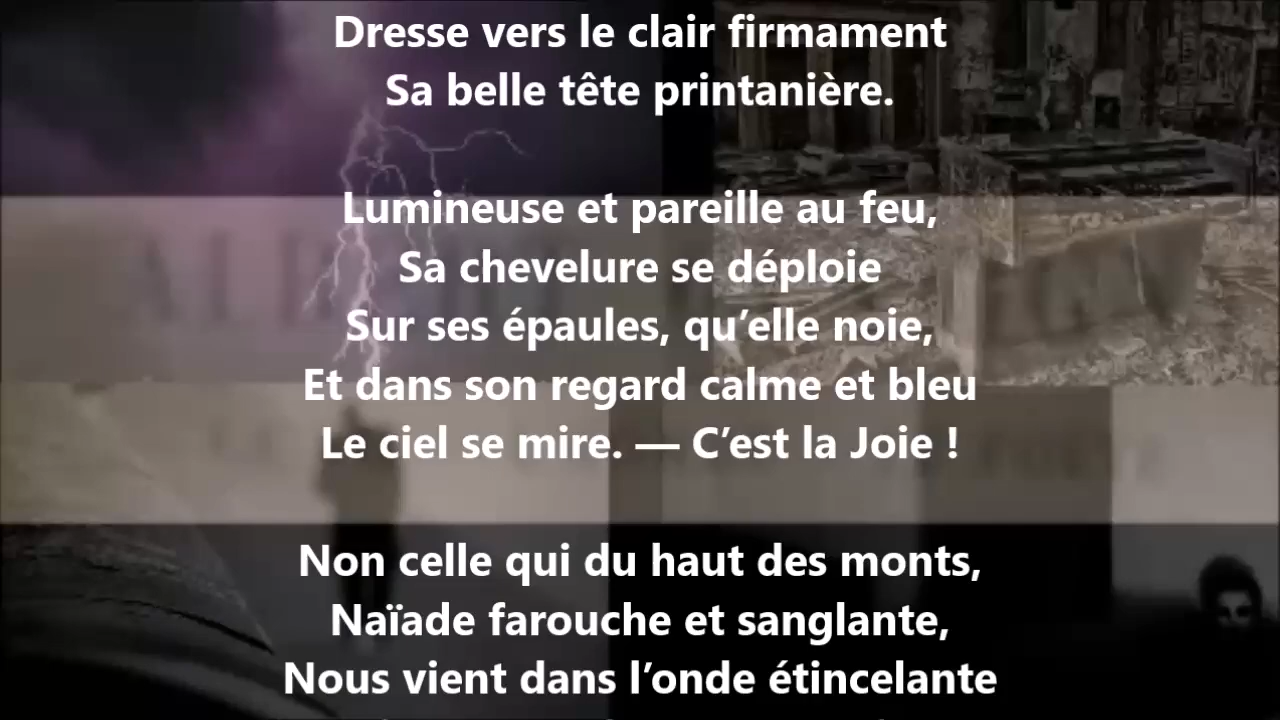 Dresse vers le clair firmament
Sa belle tête printanière.
Lumineuse et pareille au feu,
Sa chevelure se déploie
Sur ses épaules, qu’elle noie,
Et dans son regard calme et bleu
Le ciel se mire. — C’est la Joie !
Non celle qui du haut des monts,
Naïade farouche et sanglante,
Nous vient dans l’onde étincelante